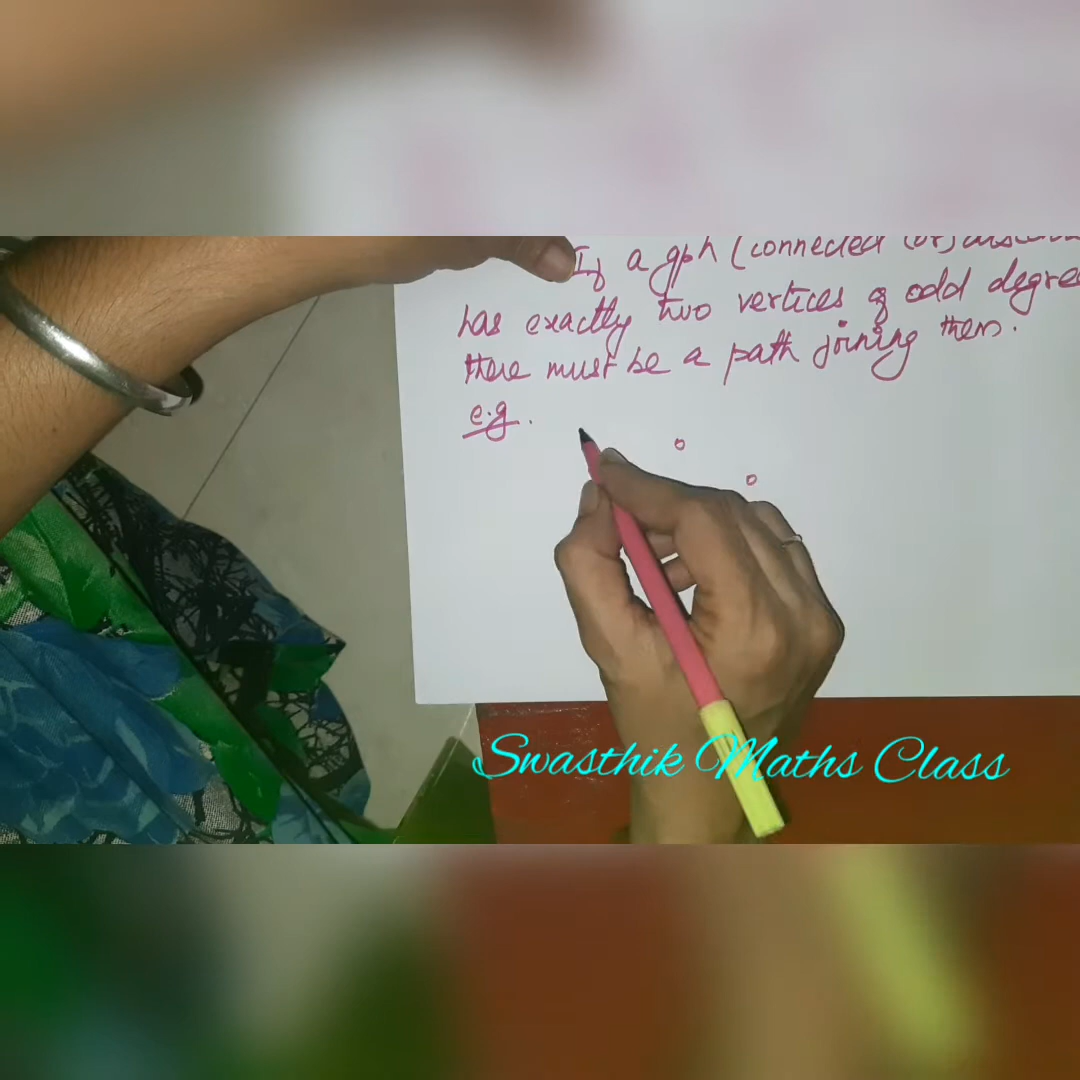 If a gph (connected (or)
has exactly two vertices of odd degree
there must be a path joining them.
e.g.
Swasthik Maths Class